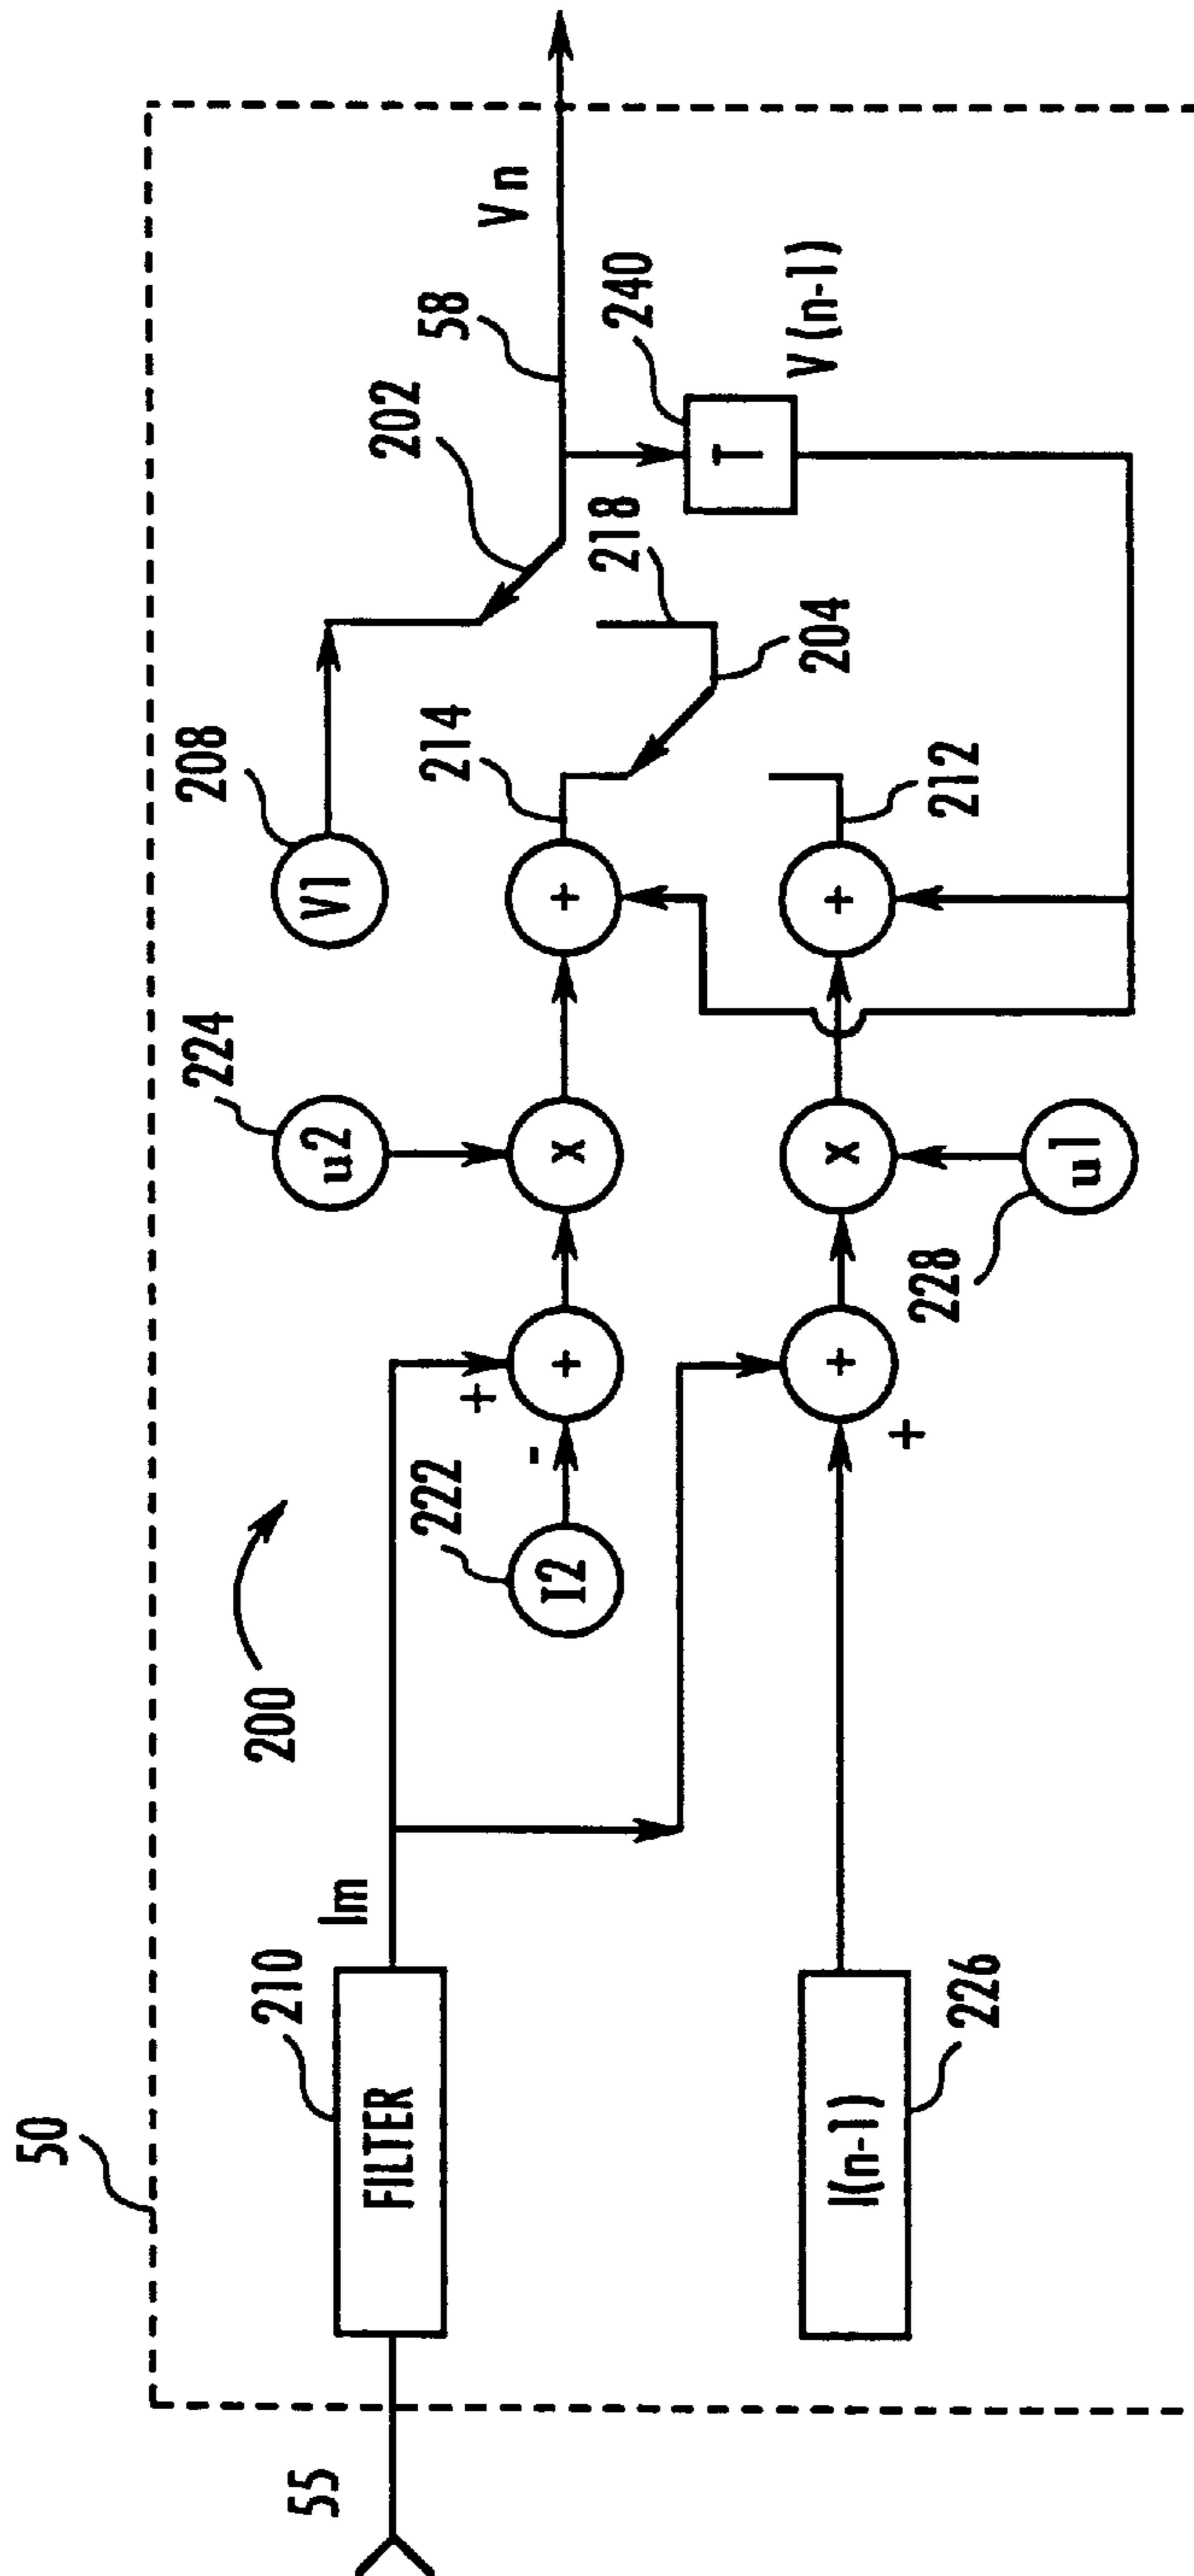 50
55
FILTER
210
Im
200
I(n-1)
226
222
I2
-
+
+
+
224
u2
X
X
u1
228
208
V1
+
+
214
212
204
218
202
58
Vn
T
240
V(n-1)